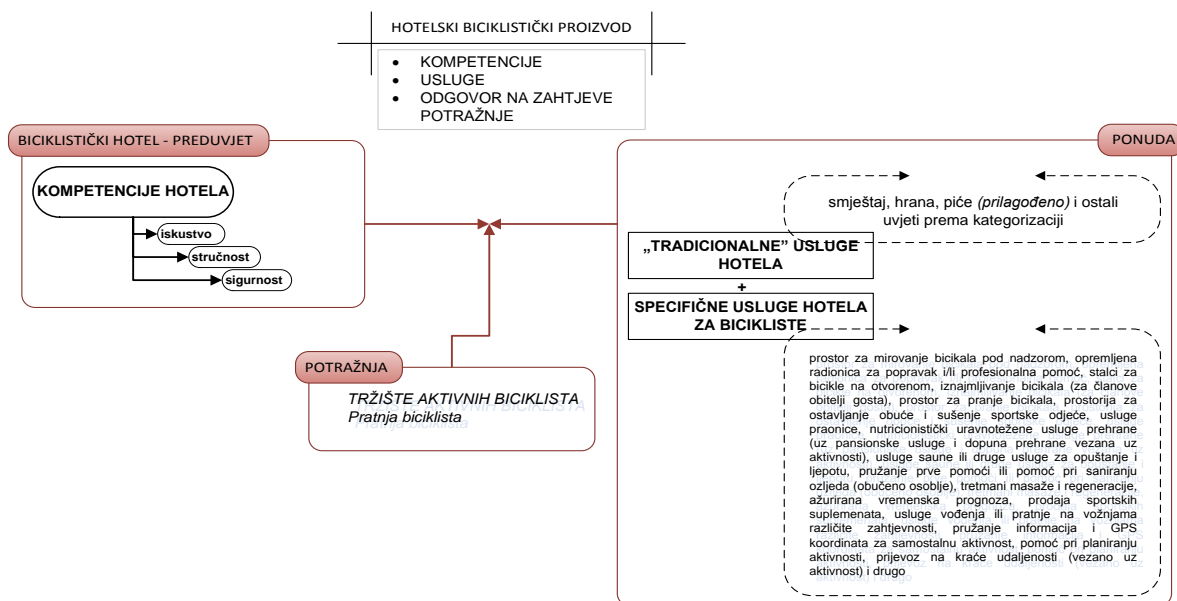 HOTELSKI BICIKLISTIČKI PROIZVOD
• KOMPETENCIJE
• USLUGE
• ODGOVOR NA ZAHTJEVE
POTRAŽNJE
BICIKLISTIČKI HOTEL - PREDUVJET
KOMPETENCIJE HOTELA
iskustvo
stručnost
sigurnost
POTRAŽNJA
TRŽIŠTE AKTIVNIH BICIKLISTA
Pratnja biciklista
PONUDA
smještaj, hrana, piće (prilagođeno) i ostali
uvjeti prema kategorizaciji
„TRADICIONALNE” USLUGE
HOTELA
+
SPECIFIČNE USLUGE HOTELA
ZA BICIKLISTE
prostor za mirovanje bicikala pod nadzorom, opremljena
radionica za popravak i/li profesionalna pomoć, stalci za
bicikle na otvorenom, iznajmljivanje bicikala (za članove
obitelji gosta), prostor za pranje bicikala, prostorija za
ostavljanje obuće i sušenje sportske odjeće, usluge
praonice, nutricionistički uravnotežene usluge prehrane
(uz pansionske usluge i dopuna prehrane vezana uz
aktivnosti), usluge saune ili druge usluge za opuštanje i
ljepotu, pružanje prve pomoći ili pomoć pri saniranju
ozljeda (obučeno osoblje), tretmani masaže i regeneracije,
ažurirana vremenska prognoza, prodaja sportskih
suplemenata, usluge vođenja ili pratnje na vožnjama
različite zahtjevnosti, pružanje informacija i GPS
koordinata za samostalnu aktivnost, pomoć pri planiranju
aktivnosti, prijevoz na kraće udaljenosti (vezano uz
aktivnost) i drugo